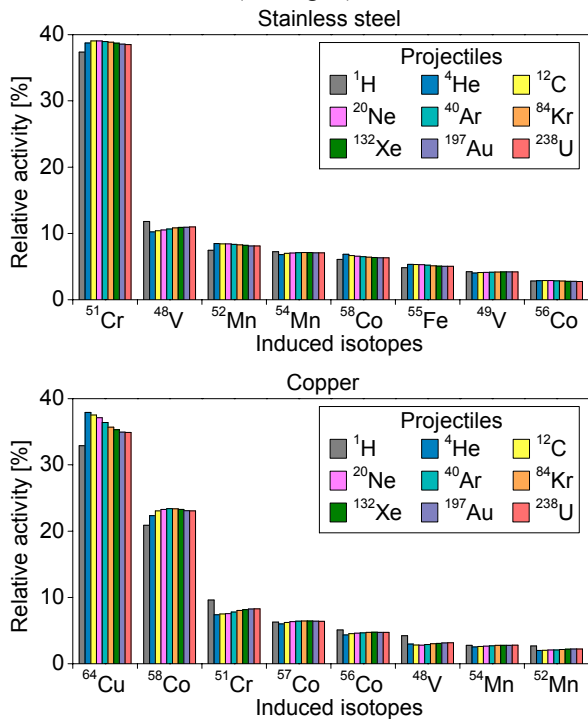 Stainless steel
Relative activity [%]
40
30
20
10
0
Projectiles
¹H ⁴He ¹²C
²⁰Ne ⁴⁰Ar ⁸⁴Kr
¹³²Xe ¹⁹⁷Au ²³⁸U
⁵¹Cr ⁴⁸V ⁵²Mn ⁵⁴Mn ⁵⁸Co ⁵⁵Fe ⁴⁹V ⁵⁶Co
Induced isotopes
Copper
Relative activity [%]
40
30
20
10
0
Projectiles
¹H ⁴He ¹²C
²⁰Ne ⁴⁰Ar ⁸⁴Kr
¹³²Xe ¹⁹⁷Au ²³⁸U
⁶⁴Cu ⁵⁸Co ⁵¹Cr ⁵⁷Co ⁵⁶Co ⁴⁸V ⁵⁴Mn ⁵²Mn
Induced isotopes